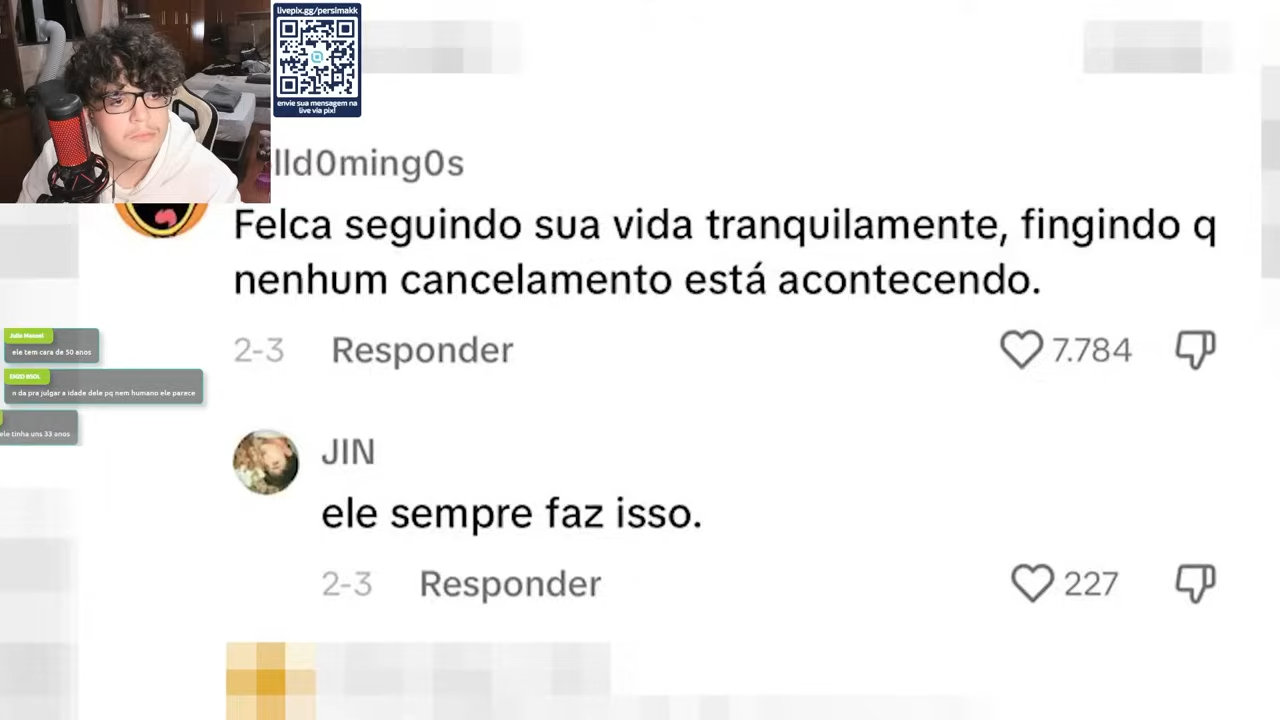 livepix.gg/persimakk
envie sua mensagem na
live via pix!
lld0ming0s
Felca seguindo sua vida tranquilamente, fingindo q
nenhum cancelamento está acontecendo.
2-3 Responder 7.784
Julio Manoel
ele tem cara de 50 anos
n da pra julgar a idade dele pq nem humano ele parece
ele tinha uns 33 anos
JIN
ele sempre faz isso.
2-3 Responder 227